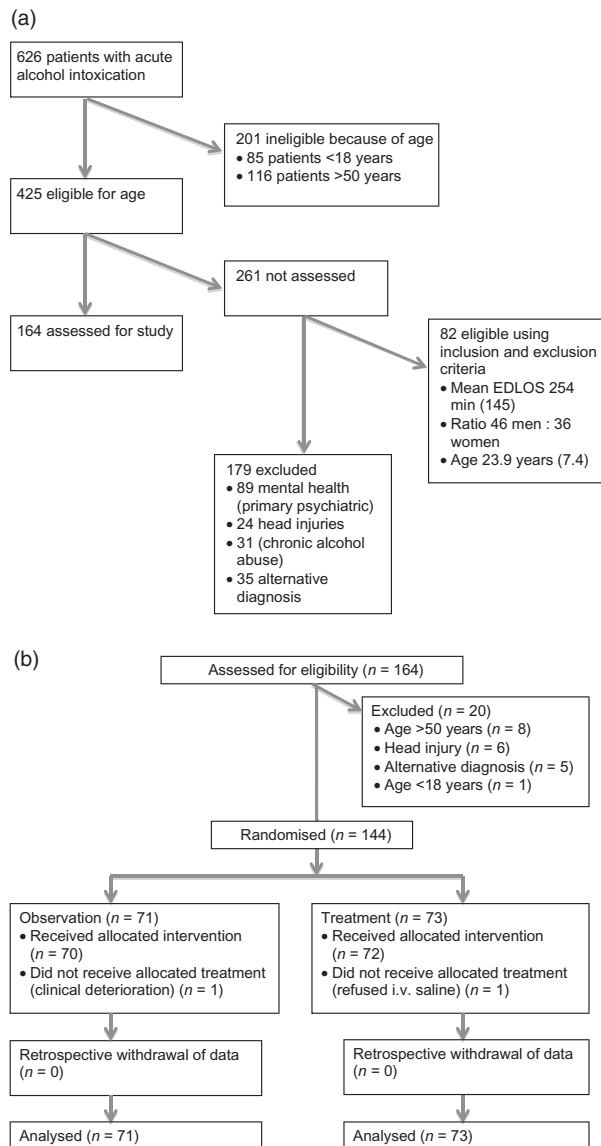 (a)
626 patients with acute
alcohol intoxication
201 ineligible because of age
• 85 patients <18 years
• 116 patients >50 years
425 eligible for age
261 not assessed
164 assessed for study
82 eligible using
inclusion and exclusion
criteria
• Mean EDLOS 254
min (145)
• Ratio 46 men : 36
women
• Age 23.9 years (7.4)
179 excluded
• 89 mental health
(primary psychiatric)
• 24 head injuries
• 31 (chronic alcohol
abuse)
• 35 alternative
diagnosis
(b)
Assessed for eligibility (n = 164)
Excluded (n = 20)
• Age >50 years (n = 8)
• Head injury (n = 6)
• Alternative diagnosis (n = 5)
• Age <18 years (n = 1)
Randomised (n = 144)
Observation (n = 71)
• Received allocated intervention
(n = 70)
• Did not receive allocated treatment
(clinical deterioration) (n = 1)
Treatment (n = 73)
• Received allocated intervention
(n = 72)
• Did not receive allocated treatment
(refused i.v. saline) (n = 1)
Retrospective withdrawal of data
(n = 0)
Retrospective withdrawal of data
(n = 0)
Analysed (n = 71)
Analysed (n = 73)